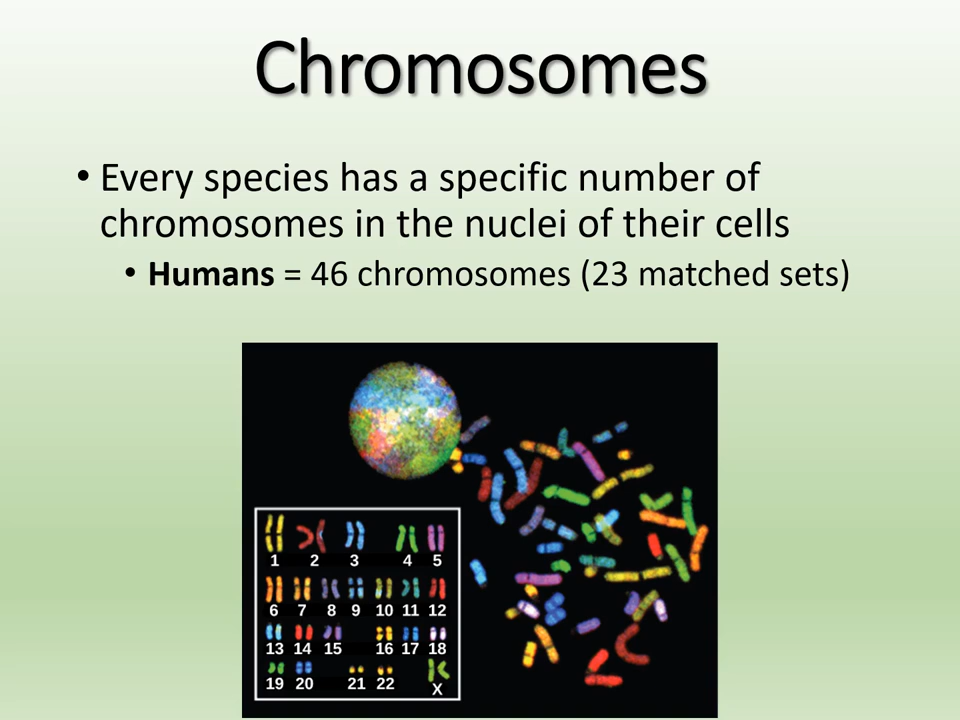 Chromosomes
• Every species has a specific number of
chromosomes in the nuclei of their cells
• Humans = 46 chromosomes (23 matched sets)
1 2 3 4 5
6 7 8 9 10 11 12
13 14 15 16 17 18
19 20 21 22 X